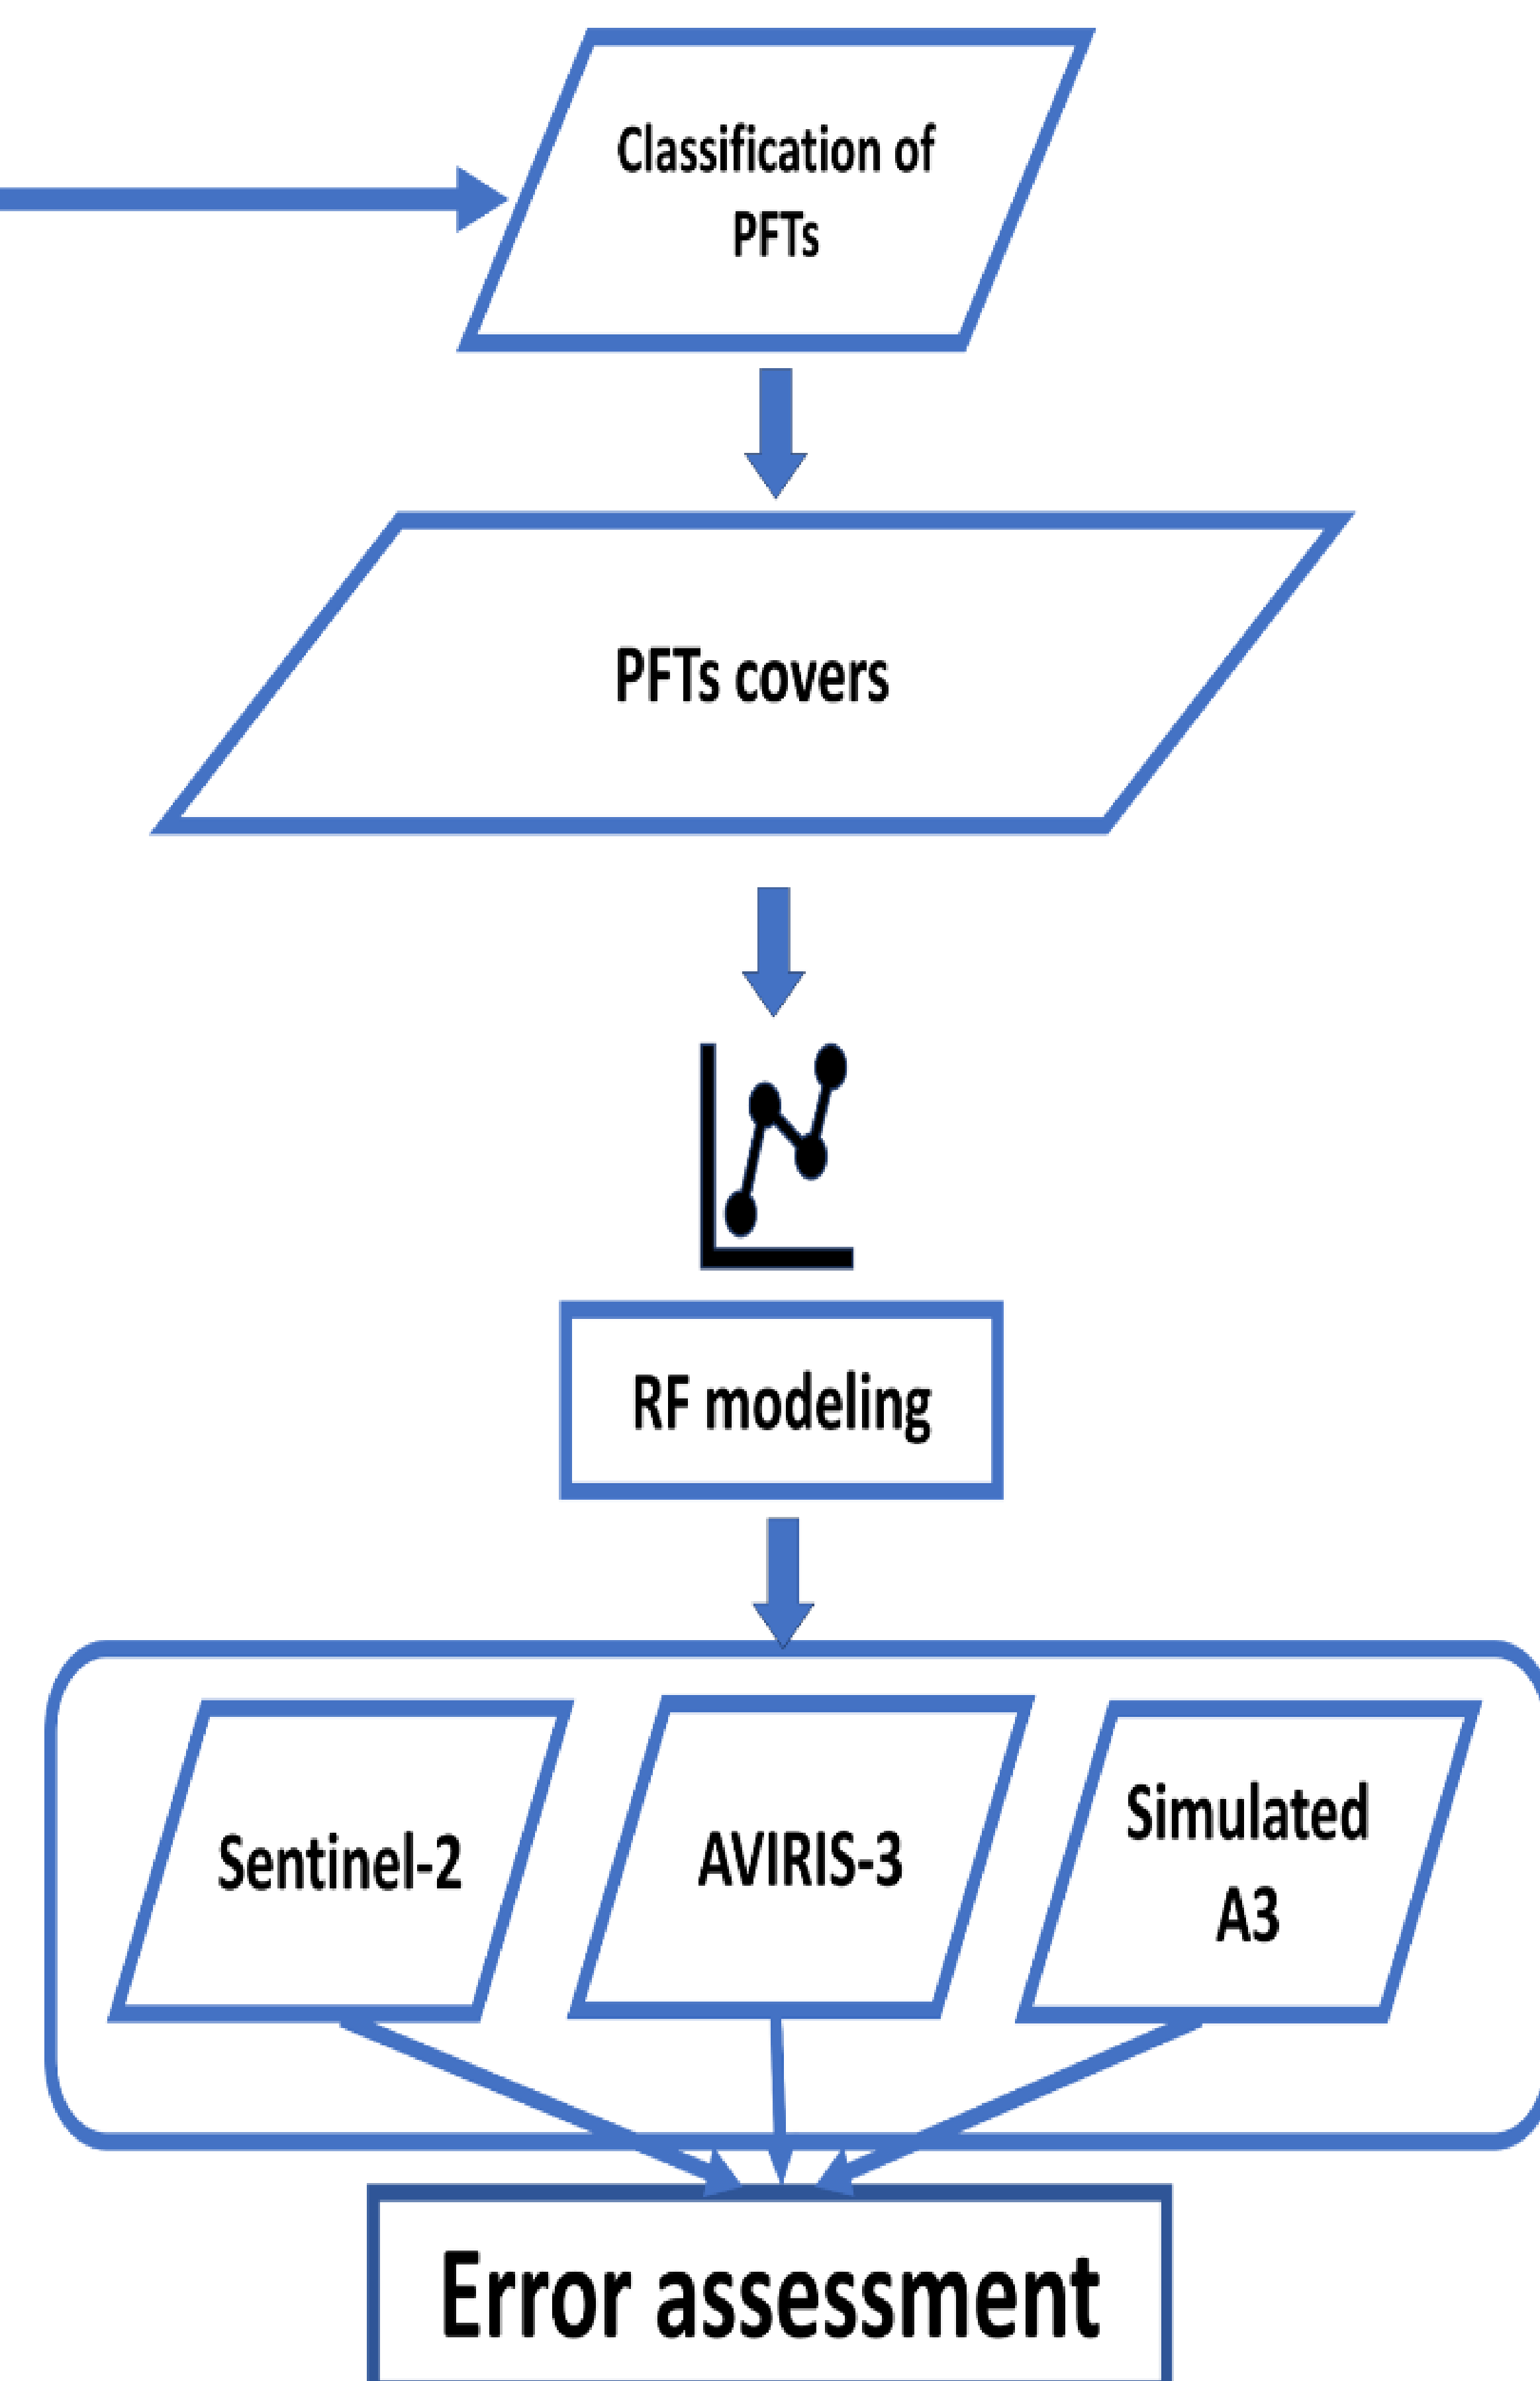 Classification of
PFTs
PFTs covers
RF modeling
Sentinel-2
AVIRIS-3
Simulated
A3
Error assessment